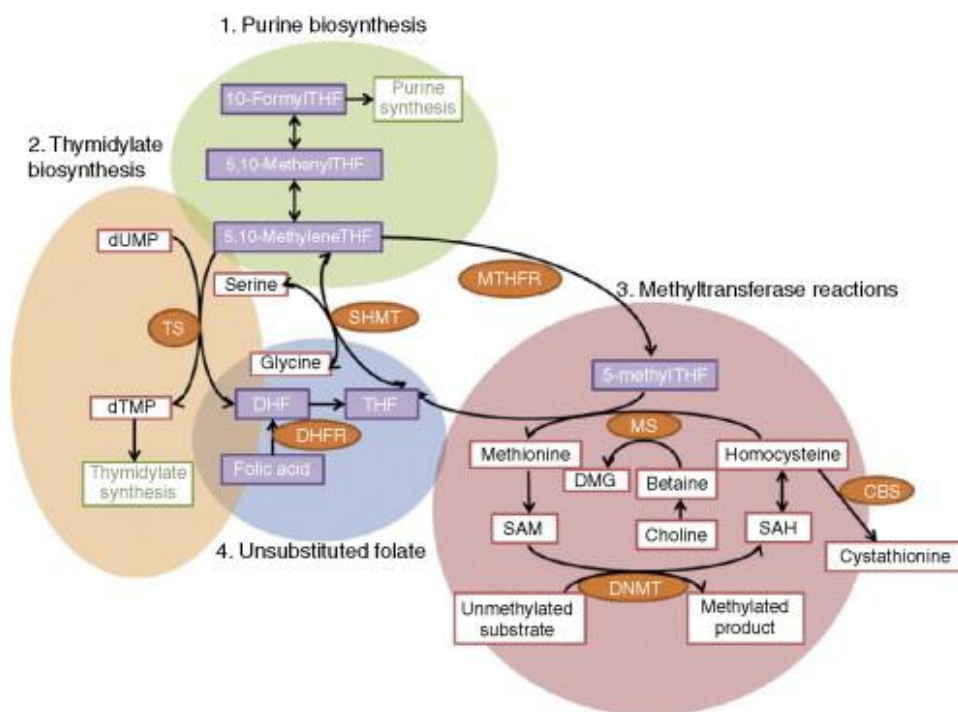 1. Purine biosynthesis
10-FormylTHF
Purine
synthesis
2. Thymidylate
biosynthesis
5,10-MethenylTHF
dUMP
5,10-MethyleneTHF
Serine
MTHFR
3. Methyltransferase reactions
TS
SHMT
Glycine
5-methylTHF
dTMP
DHF
THF
DHFR
MS
Folic acid
Methionine
Homocysteine
Thymidylate
synthesis
DMG
Betaine
CBS
SAM
Choline
SAH
4. Unsubstituted folate
Cystathionine
DNMT
Unmethylated
substrate
Methylated
product